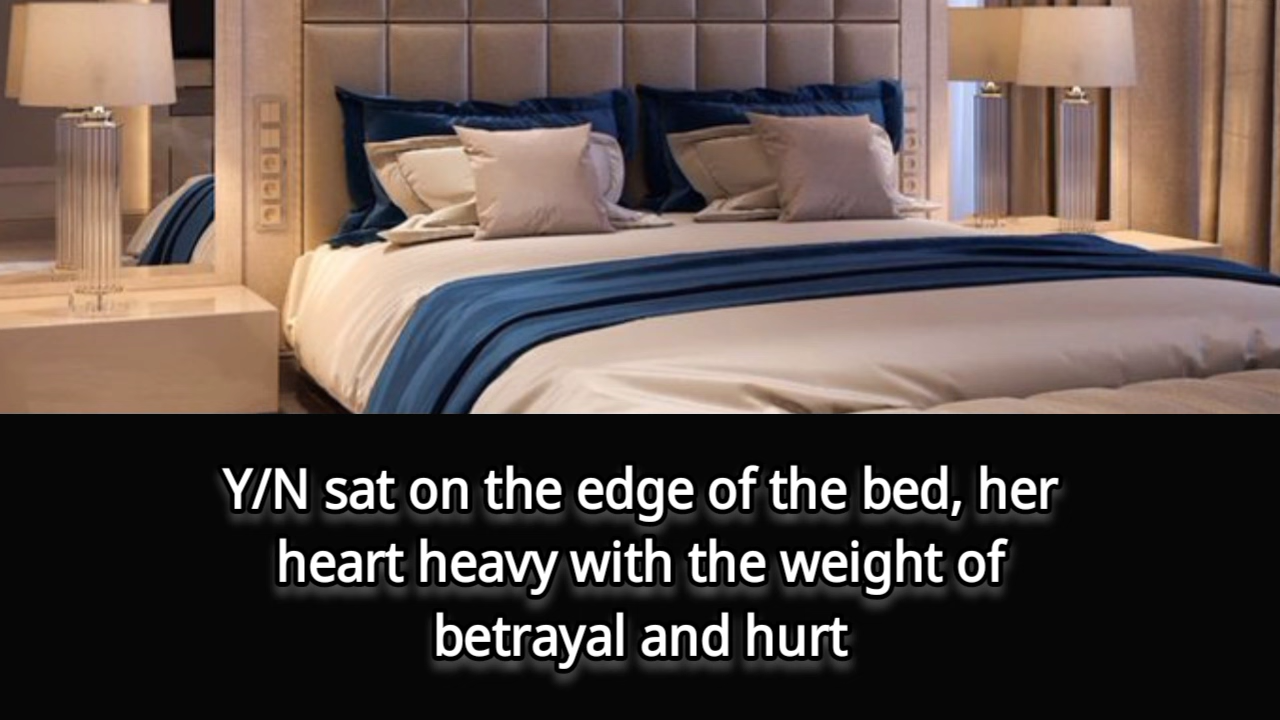 Y/N sat on the edge of the bed, her
heart heavy with the weight of
betrayal and hurt